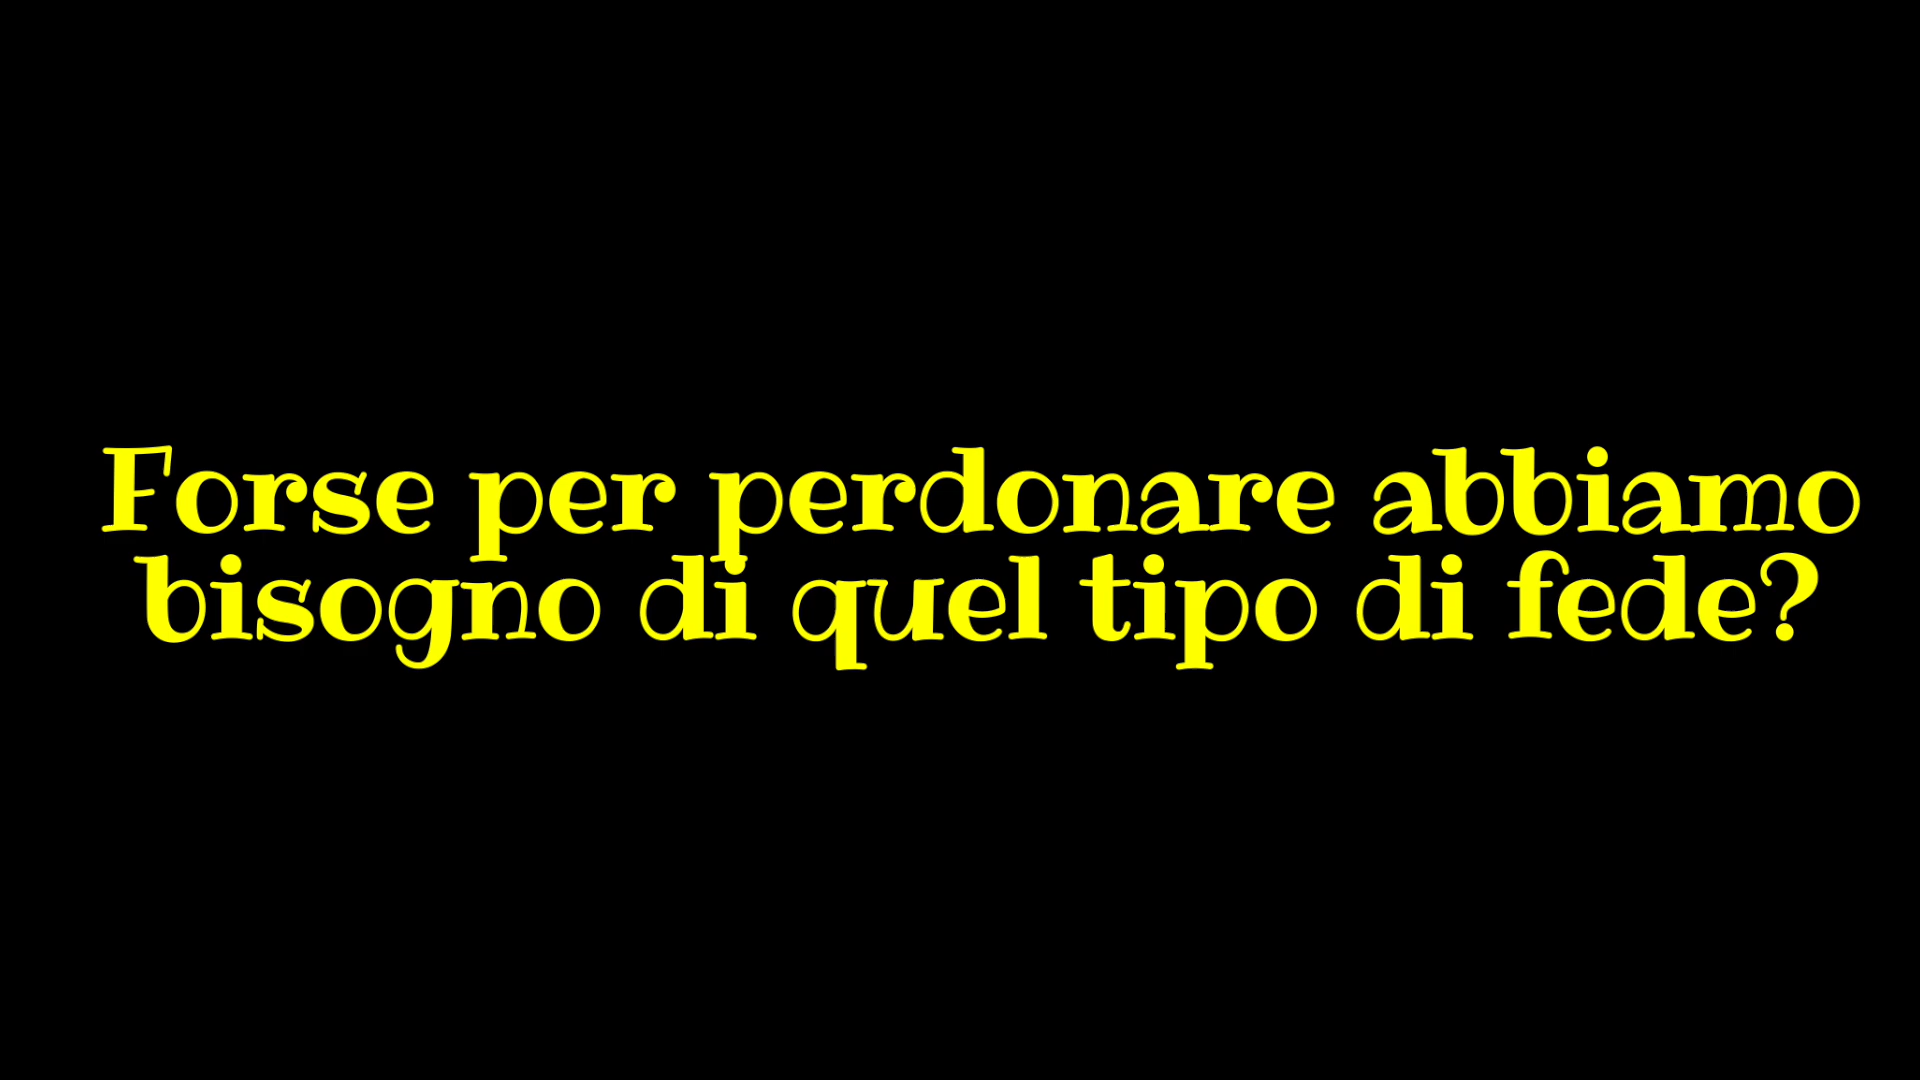 Forse per perdonare abbiamo
bisogno di quel tipo di fede?